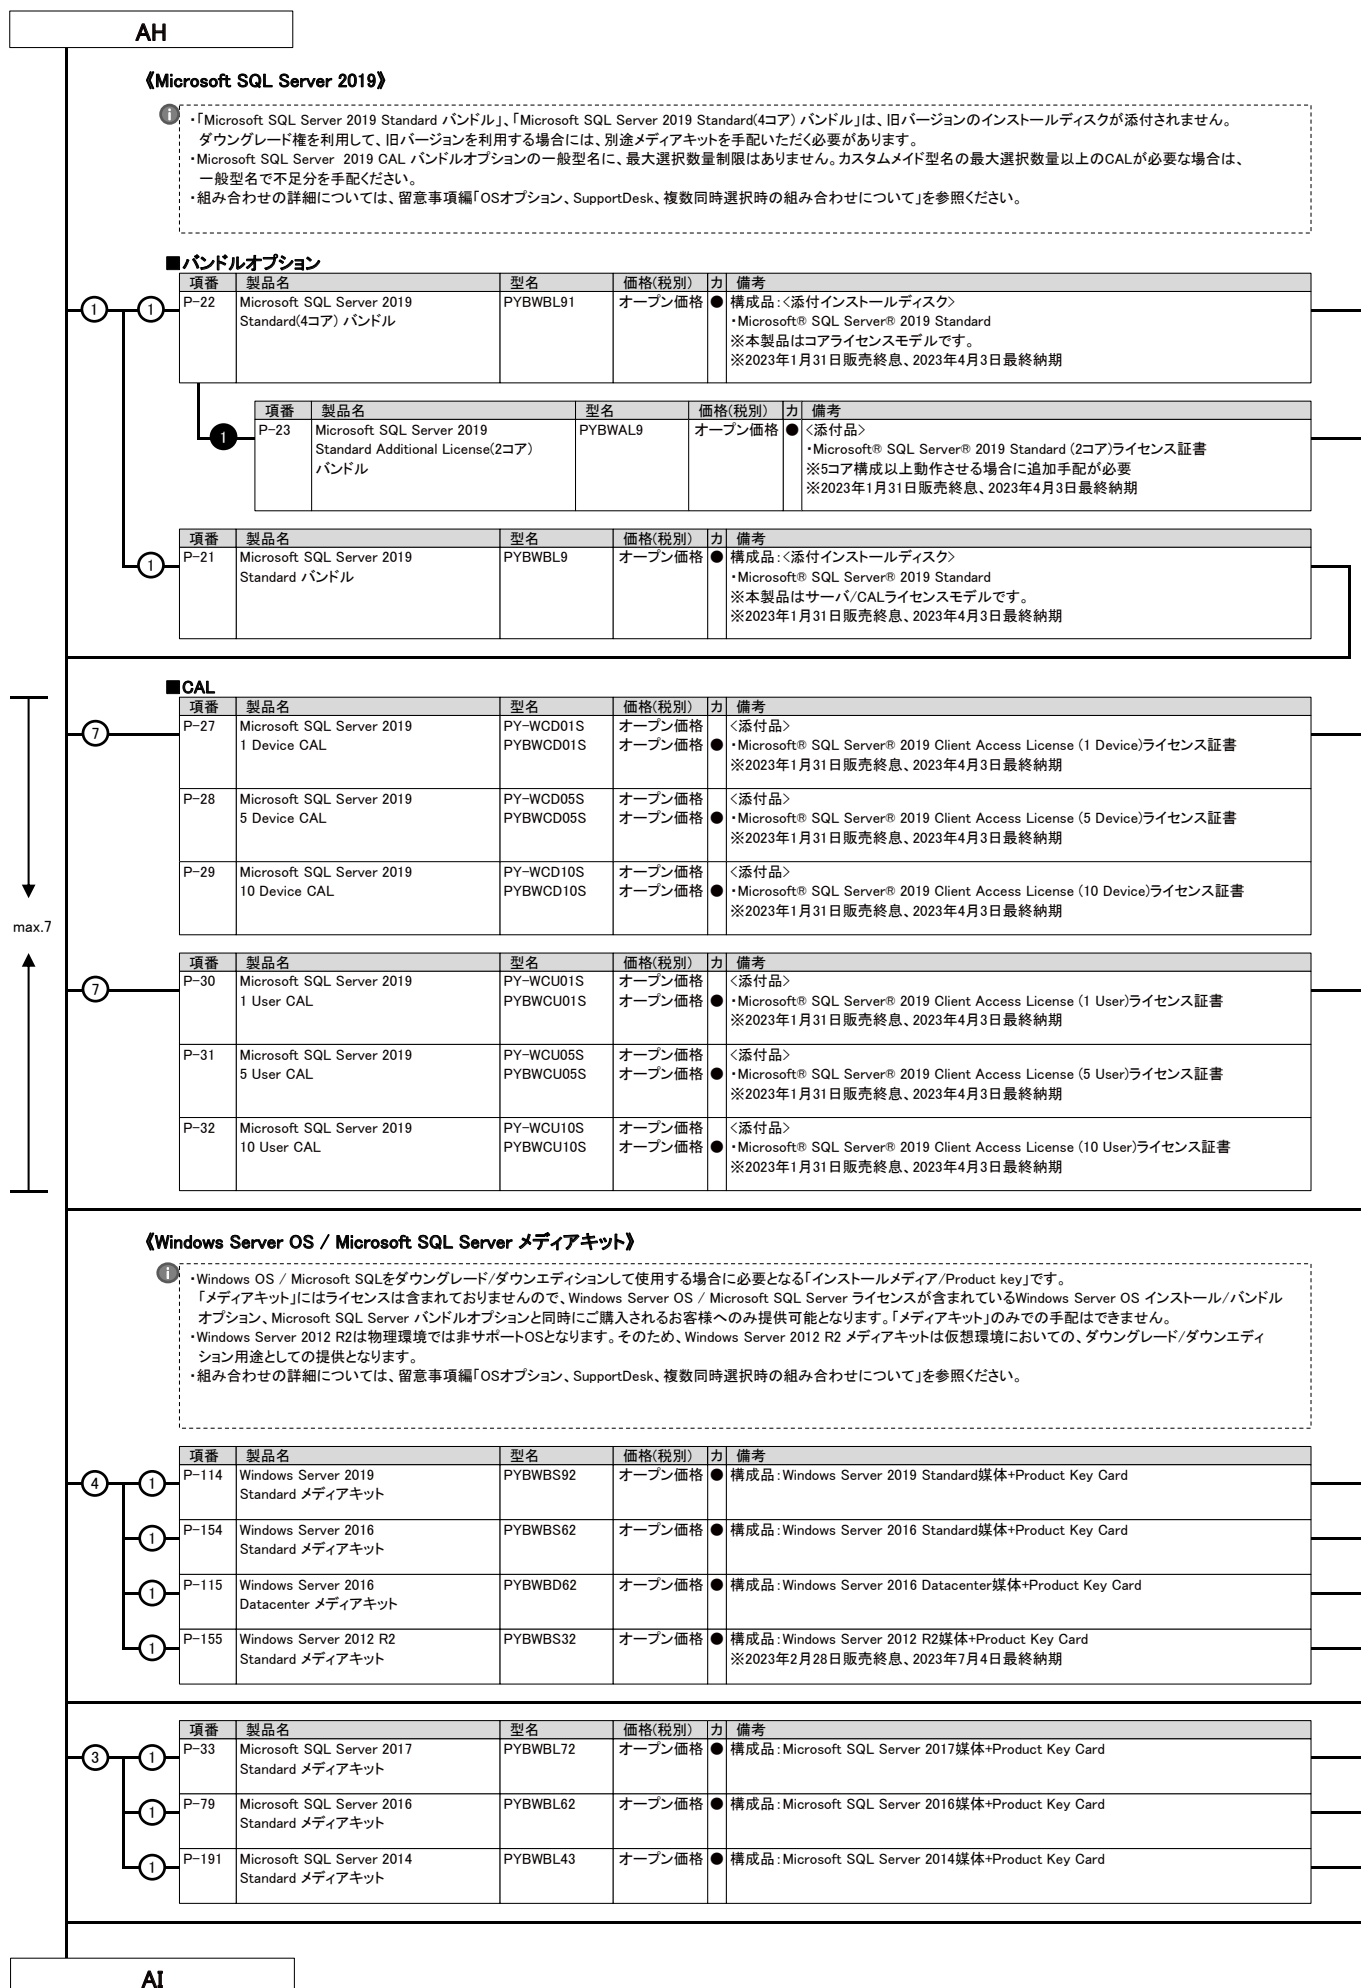 AH
《Microsoft SQL Server 2019》
・「Microsoft SQL Server 2019 Standard バンドル」、「Microsoft SQL Server 2019 Standard(4コア) バンドル」は、旧バージョンのインストールディスクが添付されません。
ダウングレード権を利用して、旧バージョンを利用する場合には、別途メディアキットを手配いただく必要があります。
・Microsoft SQL Server 2019 CAL バンドルオプションの一般型名に、最大選択数量制限はありません。カスタムメイド型名の最大選択数量以上のCALが必要な場合は、
一般型名で不足分を手配ください。
・組み合わせの詳細については、留意事項編「OSオプション、SupportDesk、複数同時選択時の組み合わせについて」を参照ください。
■バンドルオプション
項番 製品名 型名 価格(税別) カ 備考
1 1 P-22 Microsoft SQL Server 2019 PYBWBL91 オープン価格 ● 構成品：<添付インストールディスク>
Standard(4コア) バンドル ・Microsoft® SQL Server® 2019 Standard
※本製品はコアライセンスモデルです。
※2023年1月31日販売終息、2023年4月3日最終納期
項番 製品名 型名 価格(税別) カ 備考
1 P-23 Microsoft SQL Server 2019 PYBWAL9 オープン価格 ● <添付品>
Standard Additional License(2コア) ・Microsoft® SQL Server® 2019 Standard (2コア)ライセンス証書
バンドル ※5コア構成以上動作させる場合に追加手配が必要
※2023年1月31日販売終息、2023年4月3日最終納期
項番 製品名 型名 価格(税別) カ 備考
1 P-21 Microsoft SQL Server 2019 PYBWBL9 オープン価格 ● 構成品：<添付インストールディスク>
Standard バンドル ・Microsoft® SQL Server® 2019 Standard
※本製品はサーバ/CALライセンスモデルです。
※2023年1月31日販売終息、2023年4月3日最終納期
■CAL
項番 製品名 型名 価格(税別) カ 備考
7 P-27 Microsoft SQL Server 2019 PY-WCD01S オープン価格 <添付品>
1 Device CAL PYBWCD01S オープン価格 ● ・Microsoft® SQL Server® 2019 Client Access License (1 Device)ライセンス証書
※2023年1月31日販売終息、2023年4月3日最終納期
P-28 Microsoft SQL Server 2019 PY-WCD05S オープン価格 <添付品>
5 Device CAL PYBWCD05S オープン価格 ● ・Microsoft® SQL Server® 2019 Client Access License (5 Device)ライセンス証書
※2023年1月31日販売終息、2023年4月3日最終納期
P-29 Microsoft SQL Server 2019 PY-WCD10S オープン価格 <添付品>
10 Device CAL PYBWCD10S オープン価格 ● ・Microsoft® SQL Server® 2019 Client Access License (10 Device)ライセンス証書
※2023年1月31日販売終息、2023年4月3日最終納期
max.7
項番 製品名 型名 価格(税別) カ 備考
7 P-30 Microsoft SQL Server 2019 PY-WCU01S オープン価格 <添付品>
1 User CAL PYBWCU01S オープン価格 ● ・Microsoft® SQL Server® 2019 Client Access License (1 User)ライセンス証書
※2023年1月31日販売終息、2023年4月3日最終納期
P-31 Microsoft SQL Server 2019 PY-WCU05S オープン価格 <添付品>
5 User CAL PYBWCU05S オープン価格 ● ・Microsoft® SQL Server® 2019 Client Access License (5 User)ライセンス証書
※2023年1月31日販売終息、2023年4月3日最終納期
P-32 Microsoft SQL Server 2019 PY-WCU10S オープン価格 <添付品>
10 User CAL PYBWCU10S オープン価格 ● ・Microsoft® SQL Server® 2019 Client Access License (10 User)ライセンス証書
※2023年1月31日販売終息、2023年4月3日最終納期
《Windows Server OS / Microsoft SQL Server メディアキット》
・Windows OS / Microsoft SQLをダウングレード/ダウンエディションして使用する場合に必要となる「インストールメディア/Product key」です。
「メディアキット」にはライセンスは含まれておりませんので、Windows Server OS / Microsoft SQL Server ライセンスが含まれているWindows Server OS インストール/バンドル
オプション、Microsoft SQL Server バンドルオプションと同時にご購入されるお客様へのみ提供可能となります。「メディアキット」のみでの手配はできません。
・Windows Server 2012 R2は物理環境では非サポートOSとなります。そのため、Windows Server 2012 R2 メディアキットは仮想環境においての、ダウングレード/ダウンエディ
ション用途としての提供となります。
・組み合わせの詳細については、留意事項編「OSオプション、SupportDesk、複数同時選択時の組み合わせについて」を参照ください。
項番 製品名 型名 価格(税別) カ 備考
4 1 P-114 Windows Server 2019 PYBWBS92 オープン価格 ● 構成品：Windows Server 2019 Standard媒体+Product Key Card
Standard メディアキット
1 P-154 Windows Server 2016 PYBWBS62 オープン価格 ● 構成品：Windows Server 2016 Standard媒体+Product Key Card
Standard メディアキット
1 P-115 Windows Server 2016 PYBWBD62 オープン価格 ● 構成品：Windows Server 2016 Datacenter媒体+Product Key Card
Datacenter メディアキット
1 P-155 Windows Server 2012 R2 PYBWBS32 オープン価格 ● 構成品：Windows Server 2012 R2媒体+Product Key Card
Standard メディアキット ※2023年2月28日販売終息、2023年7月4日最終納期
項番 製品名 型名 価格(税別) カ 備考
3 1 P-33 Microsoft SQL Server 2017 PYBWBL72 オープン価格 ● 構成品：Microsoft SQL Server 2017媒体+Product Key Card
Standard メディアキット
1 P-79 Microsoft SQL Server 2016 PYBWBL62 オープン価格 ● 構成品：Microsoft SQL Server 2016媒体+Product Key Card
Standard メディアキット
1 P-191 Microsoft SQL Server 2014 PYBWBL43 オープン価格 ● 構成品：Microsoft SQL Server 2014媒体+Product Key Card
Standard メディアキット
AI